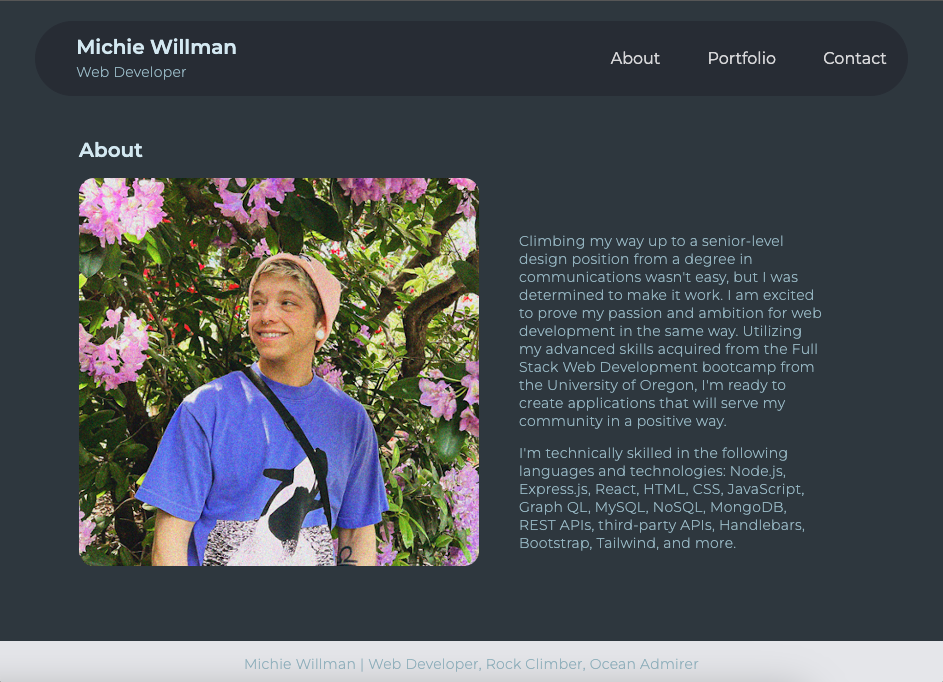 Michie Willman
Web Developer
About
Portfolio
Contact
About
Climbing my way up to a senior-level
design position from a degree in
communications wasn't easy, but I was
determined to make it work. I am excited
to prove my passion and ambition for web
development in the same way. Utilizing
my advanced skills acquired from the Full
Stack Web Development bootcamp from
the University of Oregon, I'm ready to
create applications that will serve my
community in a positive way.
I'm technically skilled in the following
languages and technologies: Node.js,
Express.js, React, HTML, CSS, JavaScript,
Graph QL, MySQL, NoSQL, MongoDB,
REST APIs, third-party APIs, Handlebars,
Bootstrap, Tailwind, and more.
Michie Willman | Web Developer, Rock Climber, Ocean Admirer